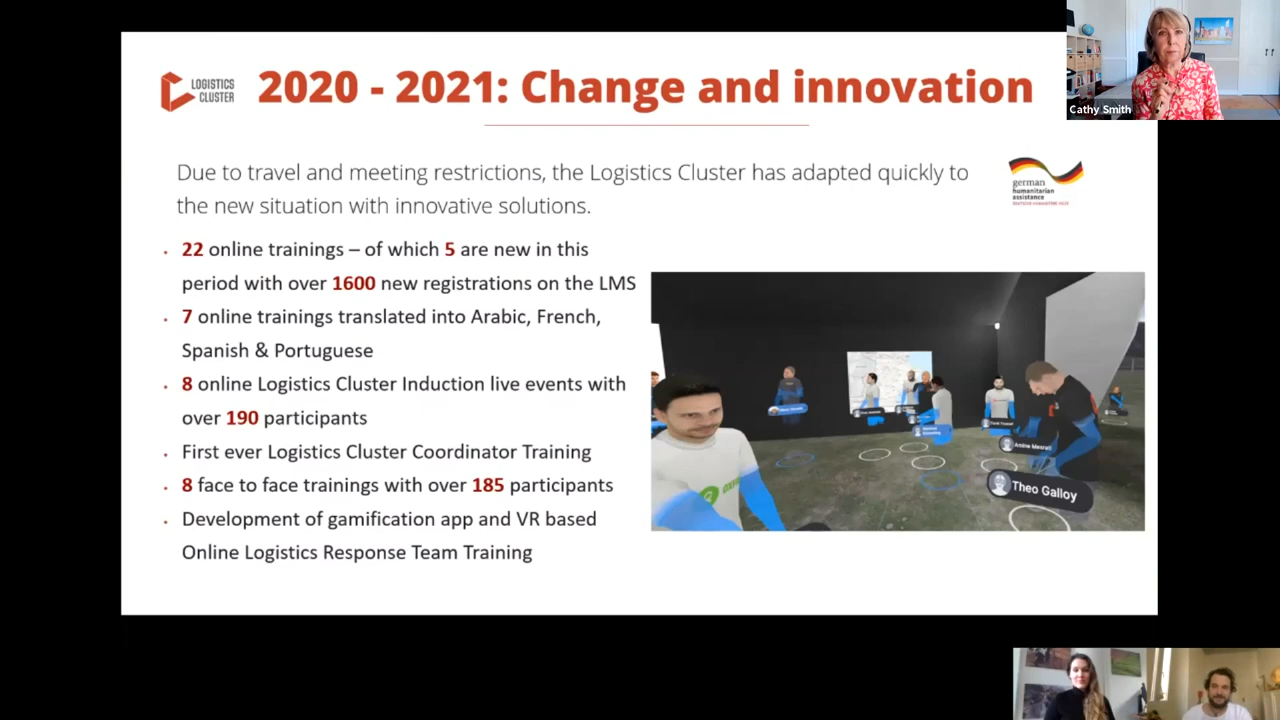 LOGISTICS
CLUSTER
2020 - 2021: Change and innovation
Cathy Smith
Due to travel and meeting restrictions, the Logistics Cluster has adapted quickly to
the new situation with innovative solutions.
german
humanitarian
assistance
DEUTSCHE HUMANITÄRE HILFE
• 22 online trainings – of which 5 are new in this
period with over 1600 new registrations on the LMS
• 7 online trainings translated into Arabic, French,
Spanish & Portuguese
• 8 online Logistics Cluster Induction live events with
over 190 participants
• First ever Logistics Cluster Coordinator Training
• 8 face to face trainings with over 185 participants
• Development of gamification app and VR based
Online Logistics Response Team Training
Amine Mesrati
Theo Galloy